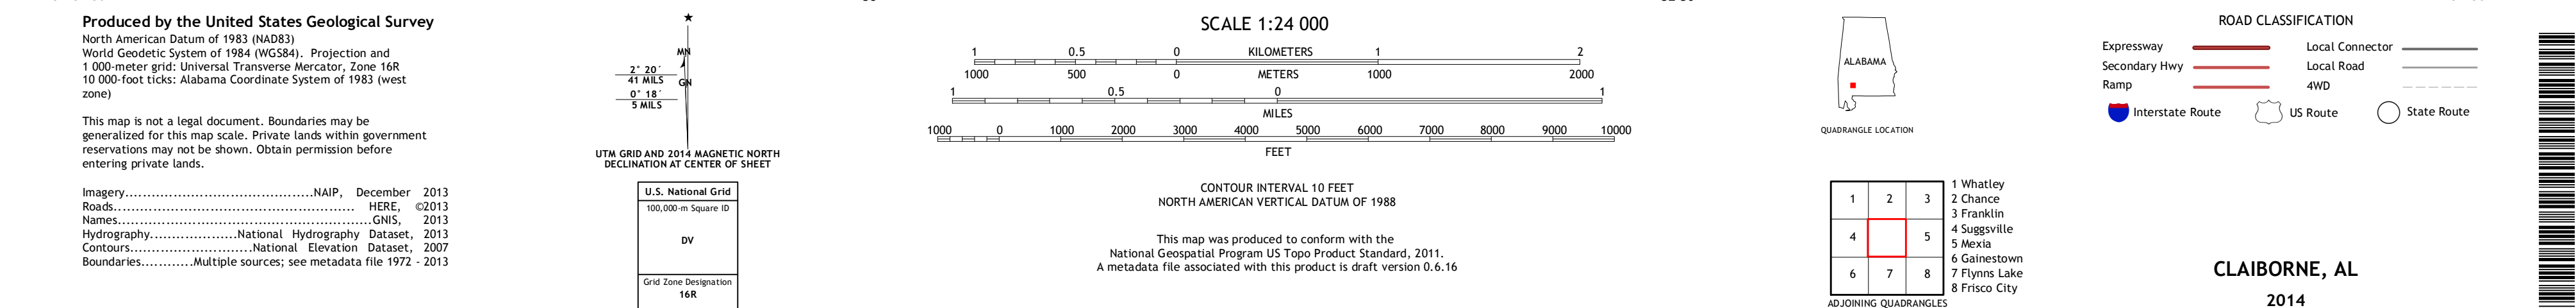 Produced by the United States Geological Survey
North American Datum of 1983 (NAD83)
World Geodetic System of 1984 (WGS84). Projection and
1 000-meter grid: Universal Transverse Mercator, Zone 16R
10 000-foot ticks: Alabama Coordinate System of 1983 (west
zone)
This map is not a legal document. Boundaries may be
generalized for this map scale. Private lands within government
reservations may not be shown. Obtain permission before
entering private lands.
Imagery..........................................NAIP, December 2013
Roads...................................................... HERE, ©2013
Names........................................................GNIS, 2013
Hydrography...................National Hydrography Dataset, 2013
Contours...........................National Elevation Dataset, 2007
Boundaries............Multiple sources; see metadata file 1972 - 2013
MN
GN
2° 20´
41 MILS
0° 18´
5 MILS
UTM GRID AND 2014 MAGNETIC NORTH
DECLINATION AT CENTER OF SHEET
U.S. National Grid
100,000-m Square ID
DV
Grid Zone Designation
16R
SCALE 1:24 000
1 0.5 0 KILOMETERS 1 2
1000 500 0 METERS 1000 2000
1 0.5 0 1
MILES
1000 0 1000 2000 3000 4000 5000 6000 7000 8000 9000 10000
FEET
CONTOUR INTERVAL 10 FEET
NORTH AMERICAN VERTICAL DATUM OF 1988
This map was produced to conform with the
National Geospatial Program US Topo Product Standard, 2011.
A metadata file associated with this product is draft version 0.6.16
ALABAMA
QUADRANGLE LOCATION
1 2 3
4 5
6 7 8
ADJOINING QUADRANGLES
1 Whatley
2 Chance
3 Franklin
4 Suggsville
5 Mexia
6 Gainestown
7 Flynns Lake
8 Frisco City
ROAD CLASSIFICATION
Expressway
Secondary Hwy
Ramp
Local Connector
Local Road
4WD
Interstate Route
US Route
State Route
CLAIBORNE, AL
2014